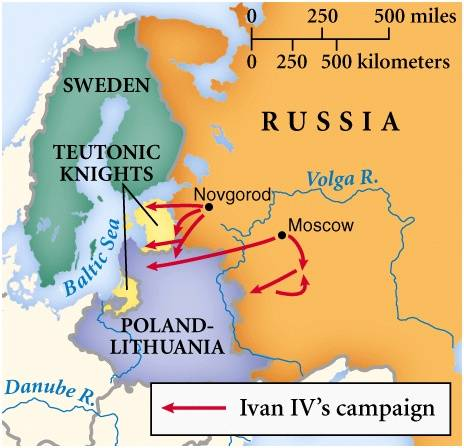 0 250 500 miles
0 250 500 kilometers
SWEDEN
RUSSIA
TEUTONIC
KNIGHTS
Volga R.
Novgorod
Moscow
Baltic Sea
POLAND-
LITHUANIA
Danube R.
Ivan IV's campaign